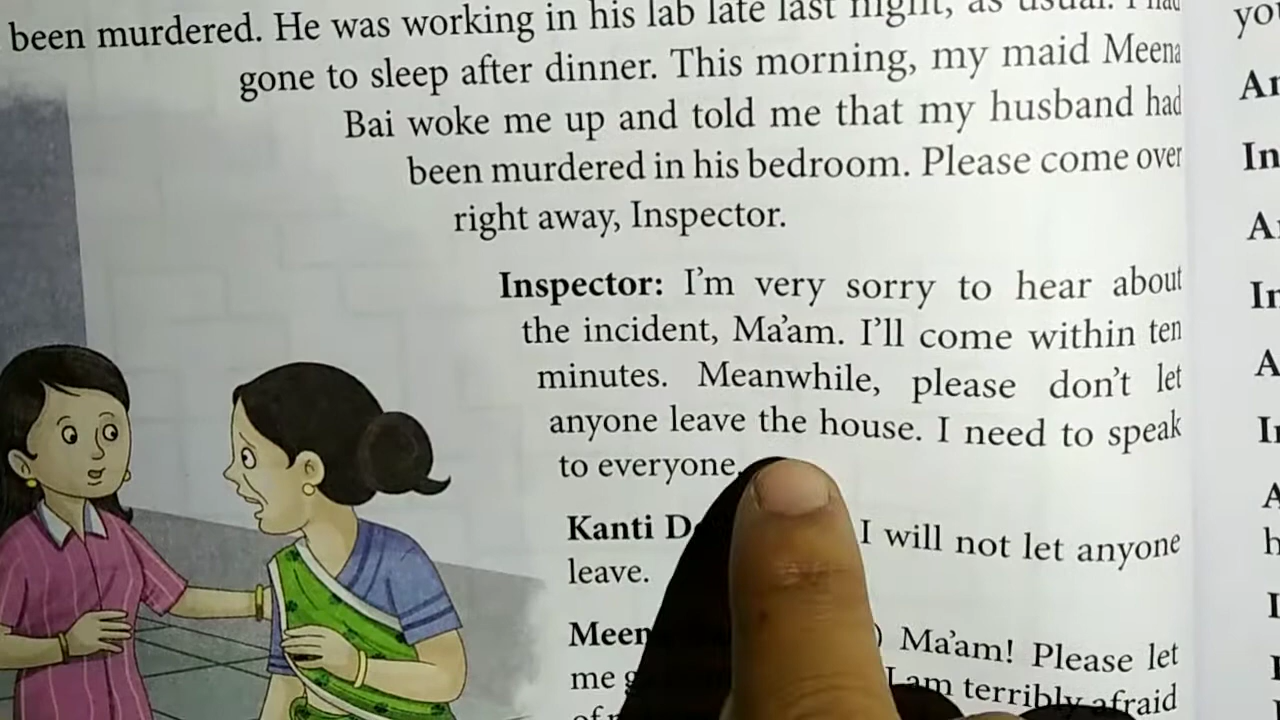 been murdered. He was working in his lab late last night, as usual. I had
gone to sleep after dinner. This morning, my maid Meena
Bai woke me up and told me that my husband had
been murdered in his bedroom. Please come over
right away, Inspector.
Inspector: I'm very sorry to hear about
the incident, Ma'am. I'll come within ten
minutes. Meanwhile, please don't let
anyone leave the house. I need to speak
to everyone.
Kanti I will not let anyone
leave.
) Ma'am! Please let
me I am terribly afraid